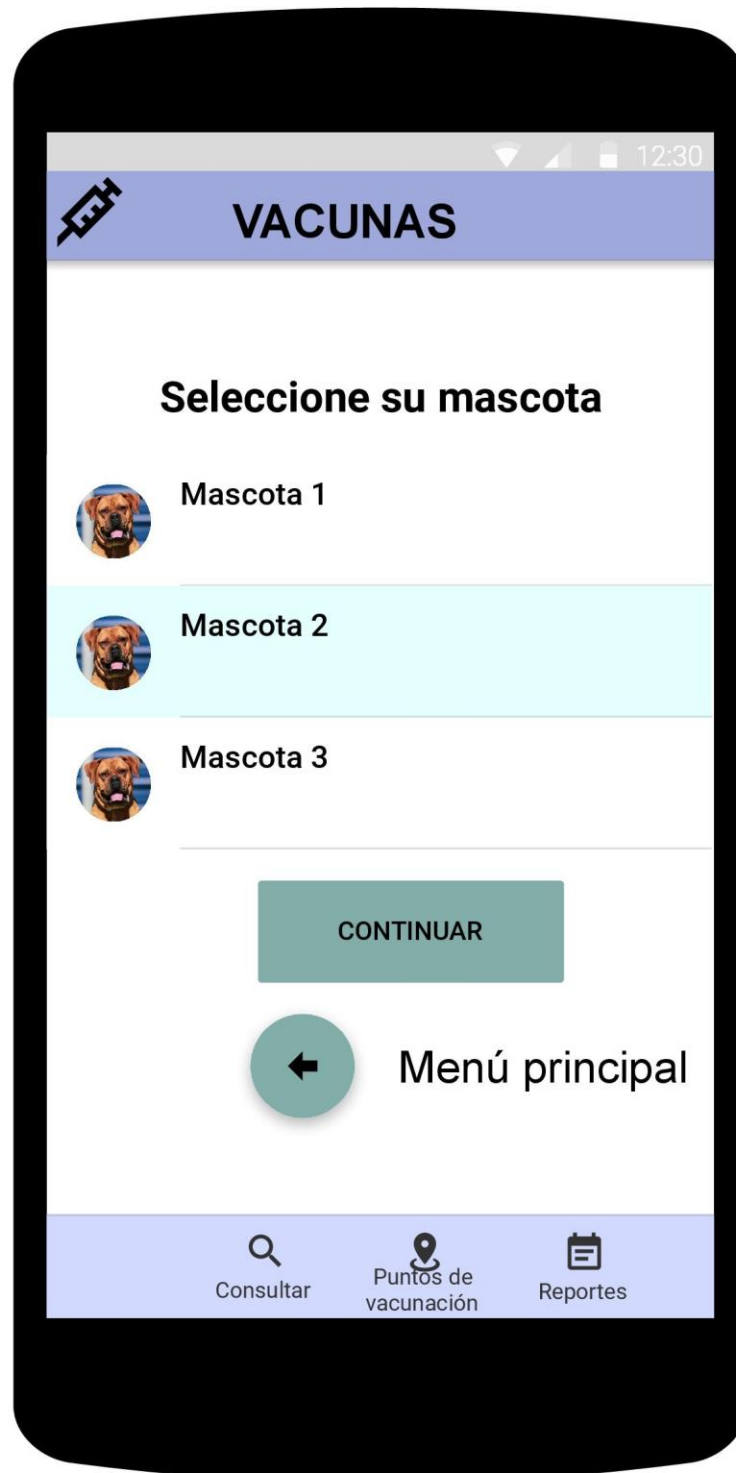 12:30
VACUNAS
Seleccione su mascota
Mascota 1
Mascota 2
Mascota 3
CONTINUAR
Menú principal
Consultar
Puntos de
vacunación
Reportes